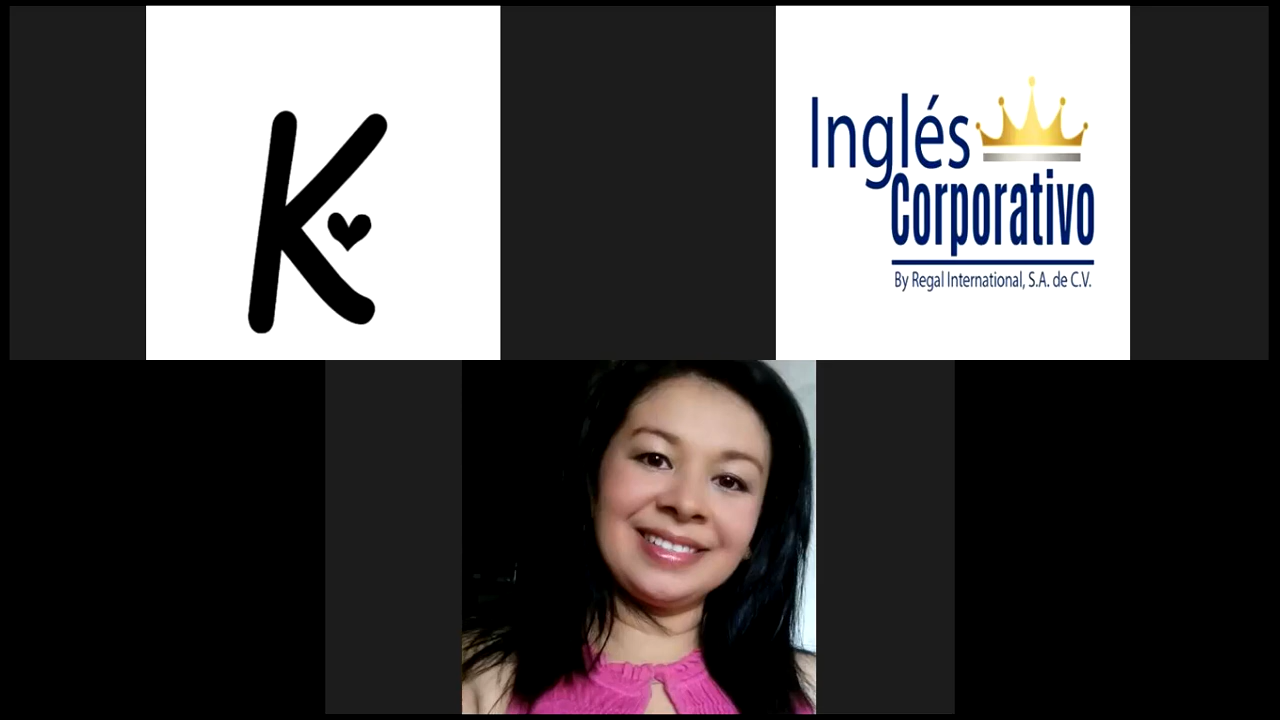 K
Inglés
Corporativo
By Regal International, S.A. de C.V.